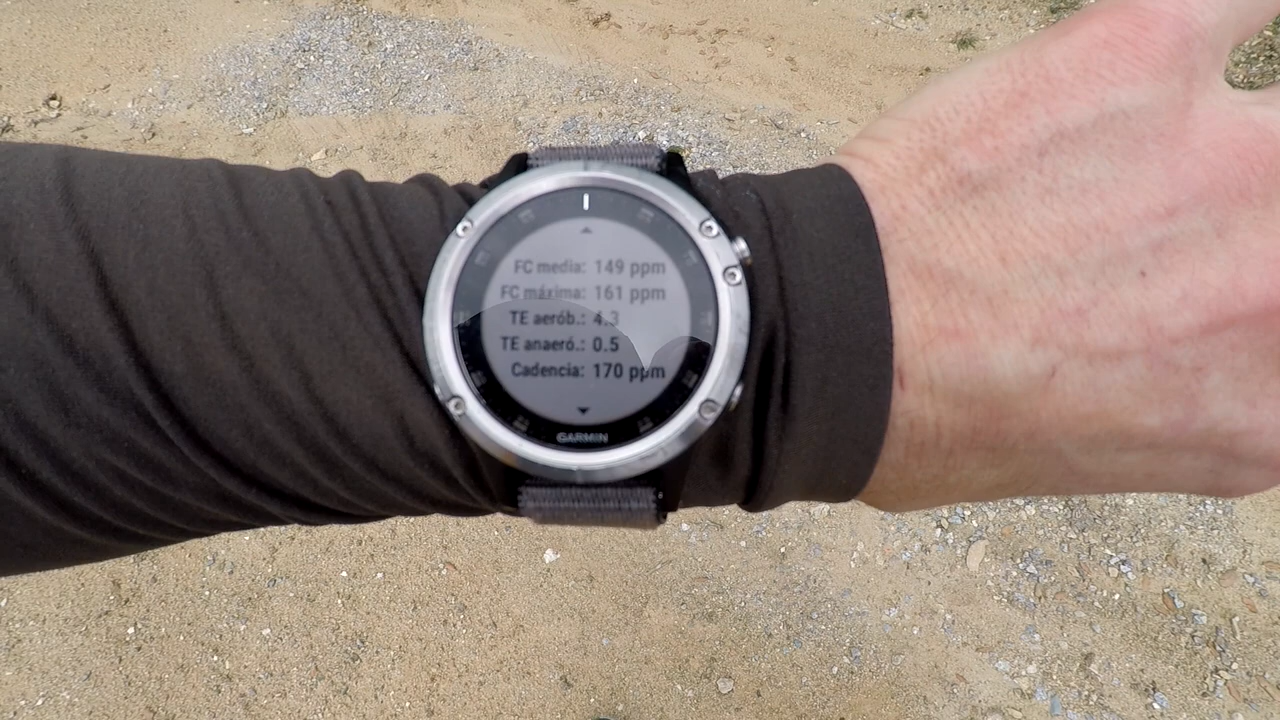 FC media: 149 ppm
FC máxima: 161 ppm
TE aerób.: 4.3
TE anaeró.: 0.5
Cadencia: 170 ppm
GARMIN